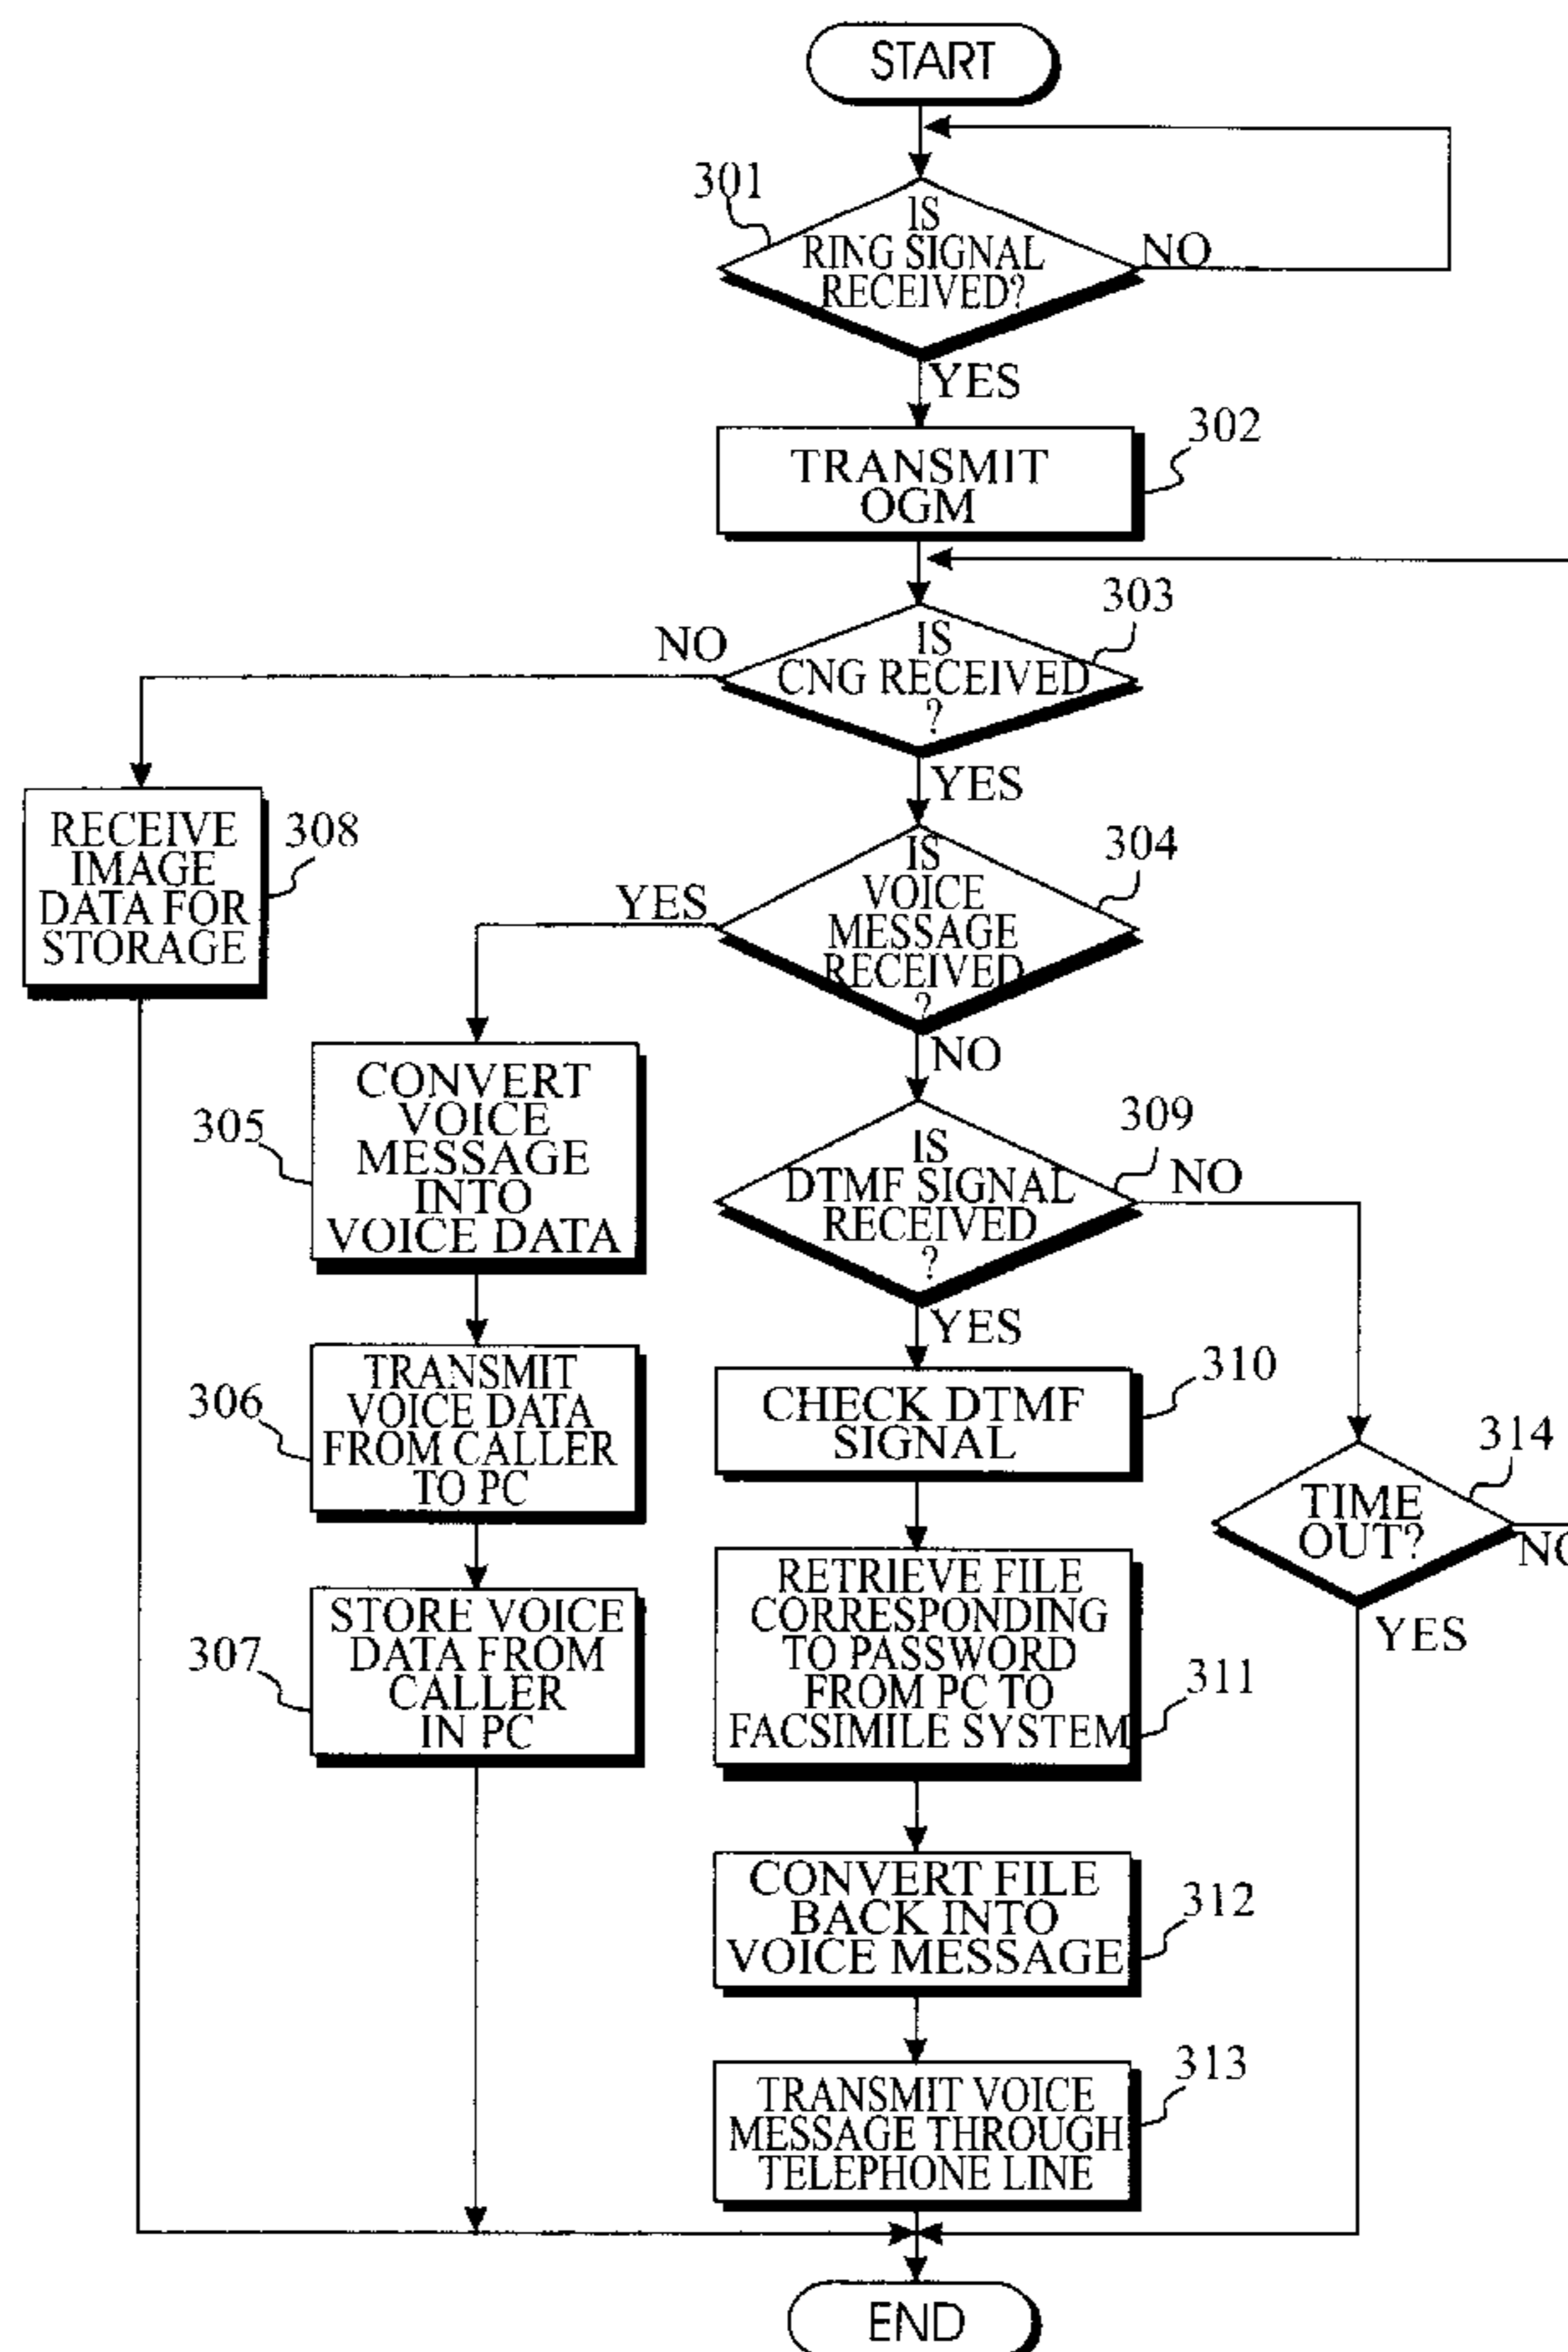 START
301
IS
RING SIGNAL
RECEIVED?
NO
YES
302
TRANSMIT
OGM
303
NO
IS
CNG RECEIVED
?
YES
RECEIVE
IMAGE
DATA FOR
STORAGE
308
304
YES
IS
VOICE
MESSAGE
RECEIVED
?
NO
305
CONVERT
VOICE
MESSAGE
INTO
VOICE DATA
309
IS
DTMF SIGNAL
RECEIVED
?
NO
YES
306
TRANSMIT
VOICE DATA
FROM CALLER
TO PC
310
CHECK DTMF
SIGNAL
314
TIME
OUT?
NO
YES
307
STORE VOICE
DATA FROM
CALLER
IN PC
311
RETRIEVE FILE
CORRESPONDING
TO PASSWORD
FROM PC TO
FACSIMILE SYSTEM
312
CONVERT FILE
BACK INTO
VOICE MESSAGE
313
TRANSMIT VOICE
MESSAGE THROUGH
TELEPHONE LINE
END